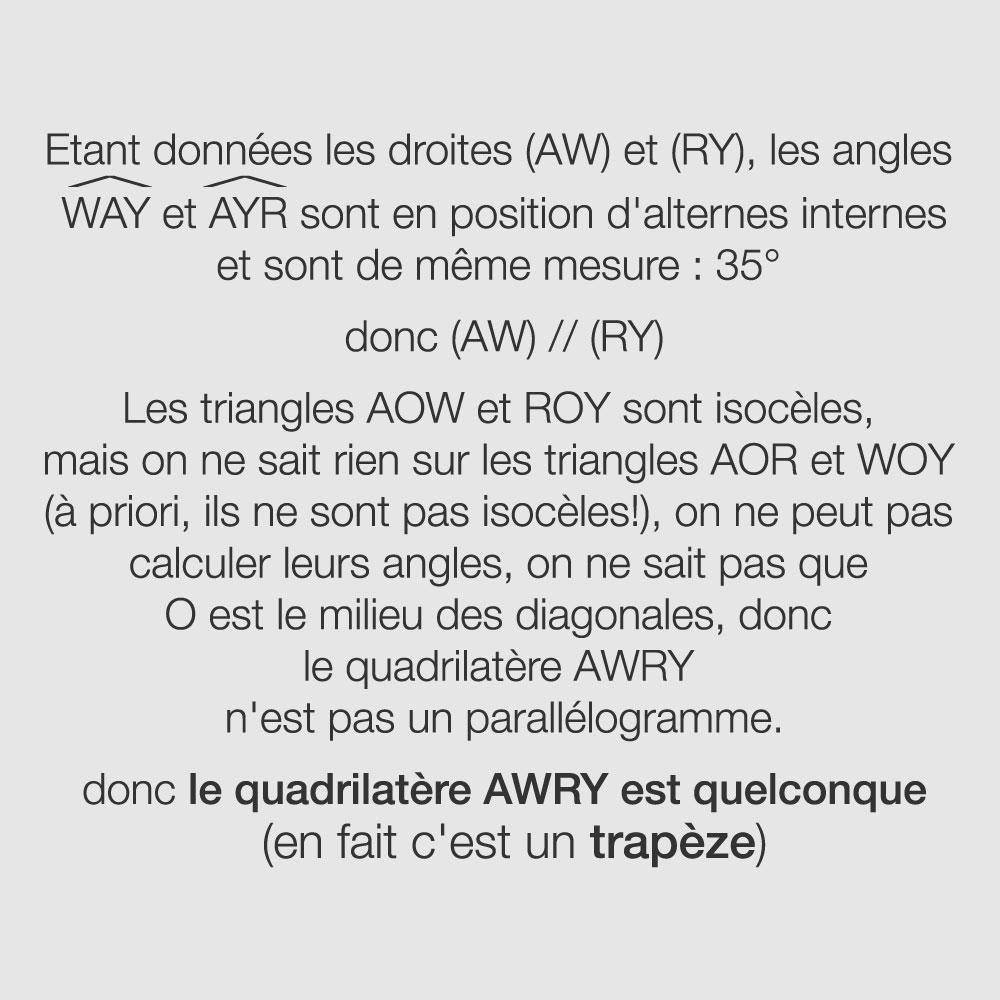 Etant données les droites (AW) et (RY), les angles
WAY et AYR sont en position d'alternes internes
et sont de même mesure : 35°
donc (AW) // (RY)
Les triangles AOW et ROY sont isocèles,
mais on ne sait rien sur les triangles AOR et WOY
(à priori, ils ne sont pas isocèles!), on ne peut pas
calculer leurs angles, on ne sait pas que
O est le milieu des diagonales, donc
le quadrilatère AWRY
n'est pas un parallélogramme.
donc le quadrilatère AWRY est quelconque
(en fait c'est un trapèze)